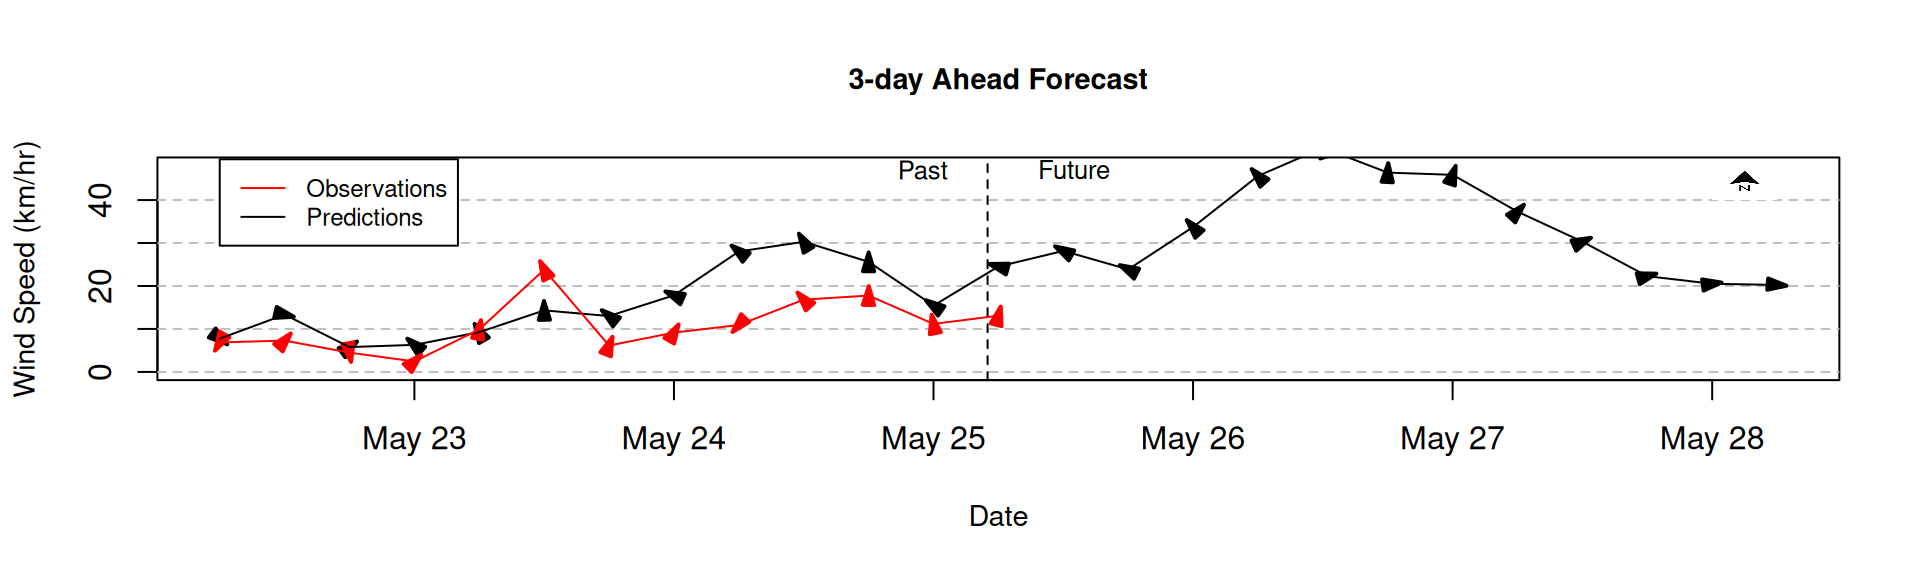 3-day Ahead Forecast
Wind Speed (km/hr)
40
20
0
Observations
Predictions
Past
Future
N
May 23
May 24
May 25
May 26
May 27
May 28
Date